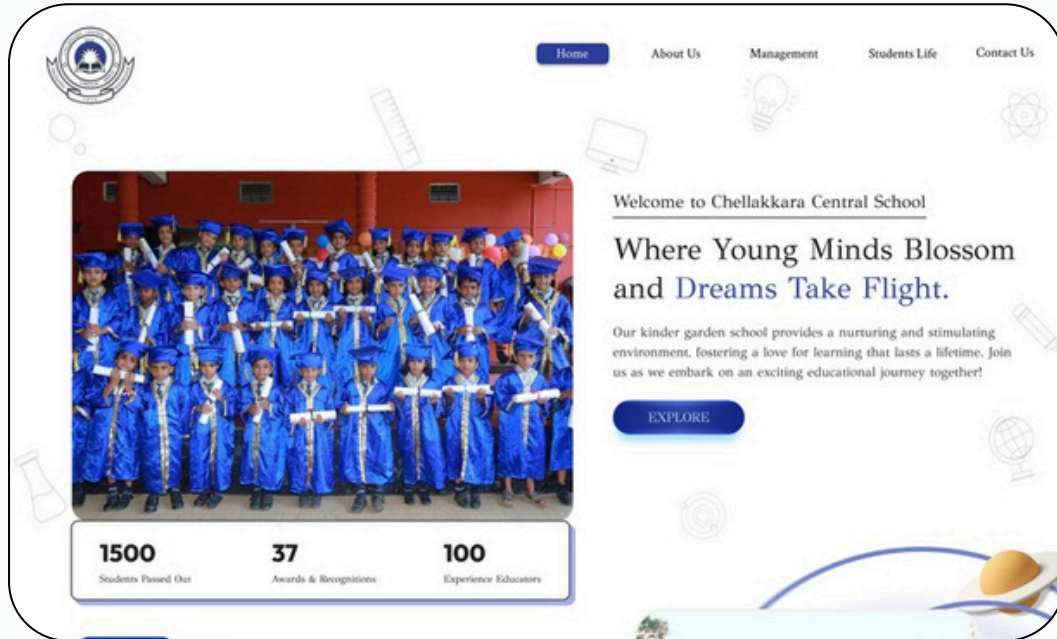 Home
About Us
Management
Students Life
Contact Us
Welcome to Chellakkara Central School
Where Young Minds Blossom
and Dreams Take Flight.
Our kinder garden school provides a nurturing and stimulating
environment, fostering a love for learning that lasts a lifetime. Join
us as we embark on an exciting educational journey together!
EXPLORE
1500
Students Passed Out
37
Awards & Recognitions
100
Experience Educators